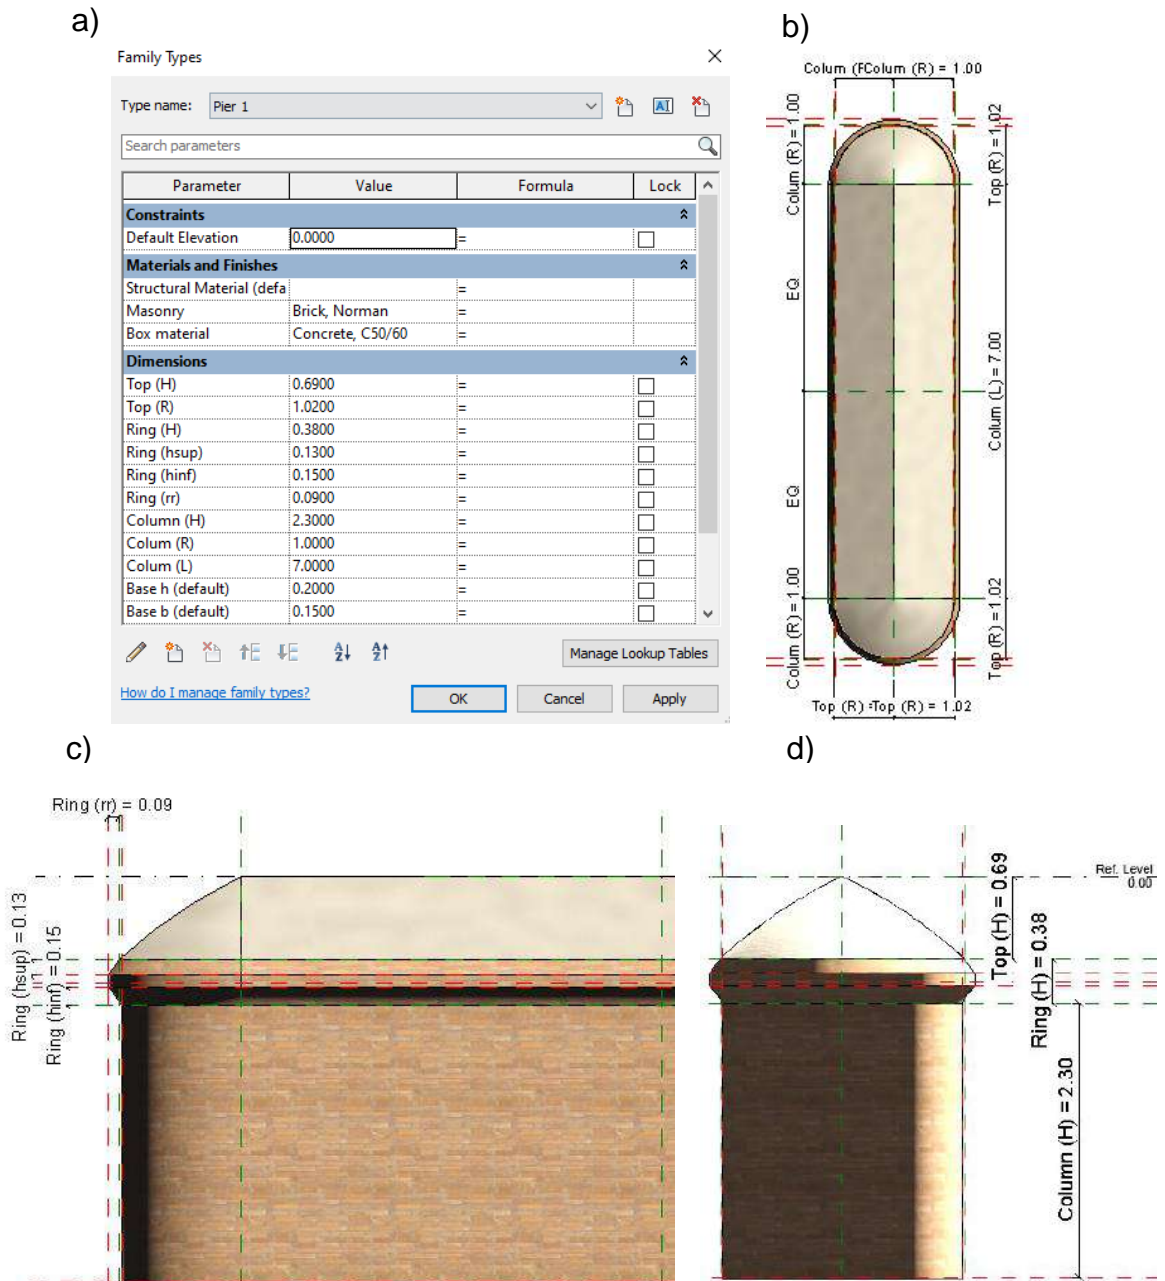 a)
Family Types
Type name:
Pier 1
Search parameters
Parameter Value Formula Lock
Constraints
Default Elevation 0.0000 =
Materials and Finishes
Structural Material (defa =
Masonry Brick, Norman =
Box material Concrete, C50/60 =
Dimensions
Top (H) 0.6900 =
Top (R) 1.0200 =
Ring (H) 0.3800 =
Ring (hsup) 0.1300 =
Ring (hinf) 0.1500 =
Ring (rr) 0.0900 =
Column (H) 2.3000 =
Colum (R) 1.0000 =
Colum (L) 7.0000 =
Base h (default) 0.2000 =
Base b (default) 0.1500 =
Manage Lookup Tables
How do I manage family types?
OK Cancel Apply
b)
Colum (F Colum (R) = 1.00
Colum (R) = 1.00
Top (R) = 1.02
EQ
Colum (L) = 7.00
EQ
Colum (R) = 1.00
Top (R) = 1.02
Top (R) = Top (R) = 1.02
c)
Ring (rr) = 0.09
Ring (hsup) = 0.13
Ring (hinf) = 0.15
d)
Ref. Level
0.00
Top (H) = 0.69
Ring (H) = 0.38
Column (H) = 2.30